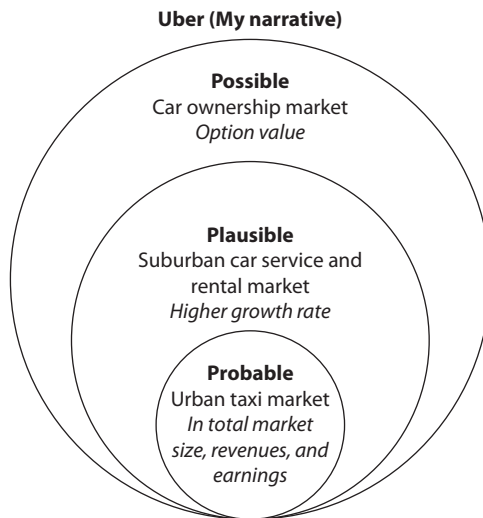 Uber (My narrative)
Possible
Car ownership market
Option value
Plausible
Suburban car service and
rental market
Higher growth rate
Probable
Urban taxi market
In total market
size, revenues, and
earnings